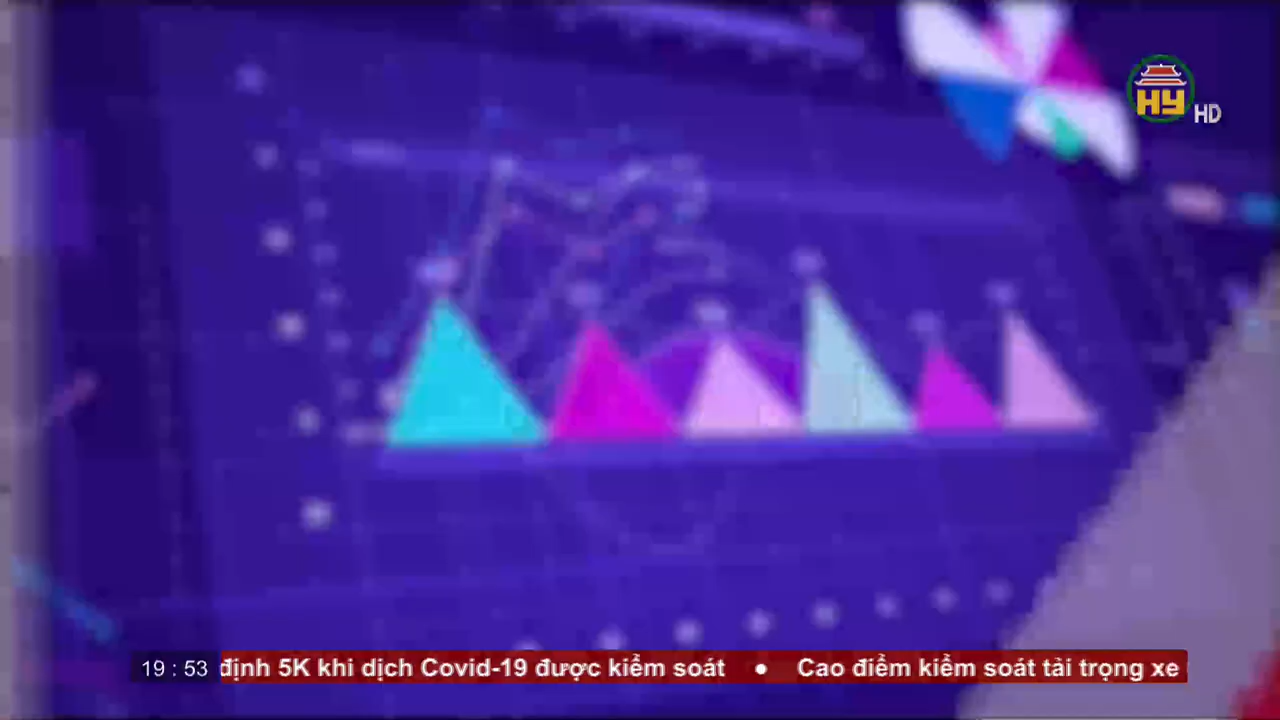 HY HD
19 : 53 định 5K khi dịch Covid-19 được kiểm soát • Cao điểm kiểm soát tải trọng xe